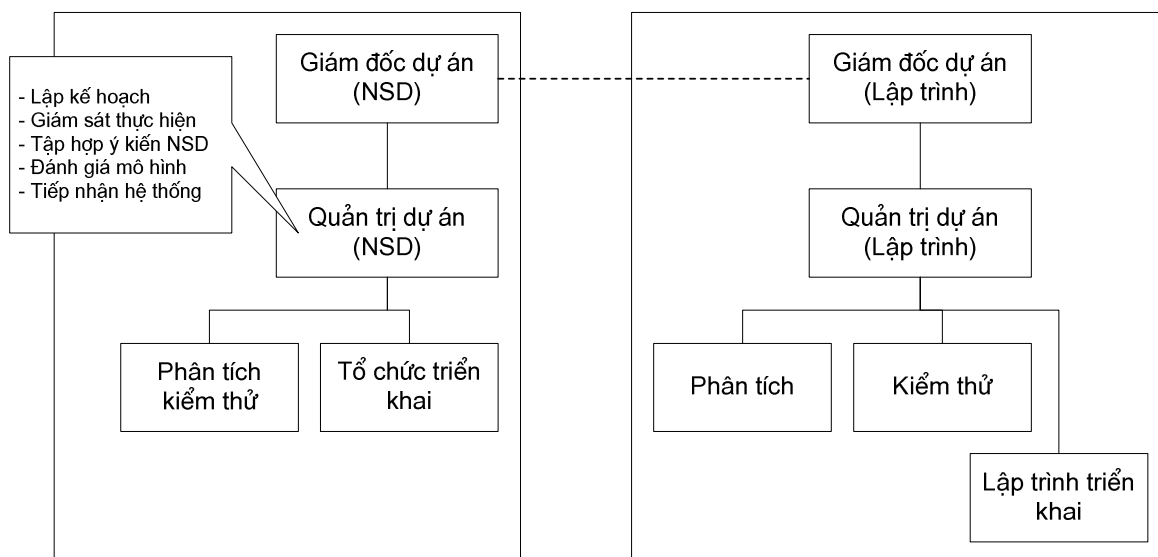 Giám đốc dự án
(NSD)
Giám đốc dự án
(Lập trình)
- Lập kế hoạch
- Giám sát thực hiện
- Tập hợp ý kiến NSD
- Đánh giá mô hình
- Tiếp nhận hệ thống
Quản trị dự án
(NSD)
Quản trị dự án
(Lập trình)
Phân tích
kiểm thử
Tổ chức triển
khai
Phân tích
Kiểm thử
Lập trình triển
khai